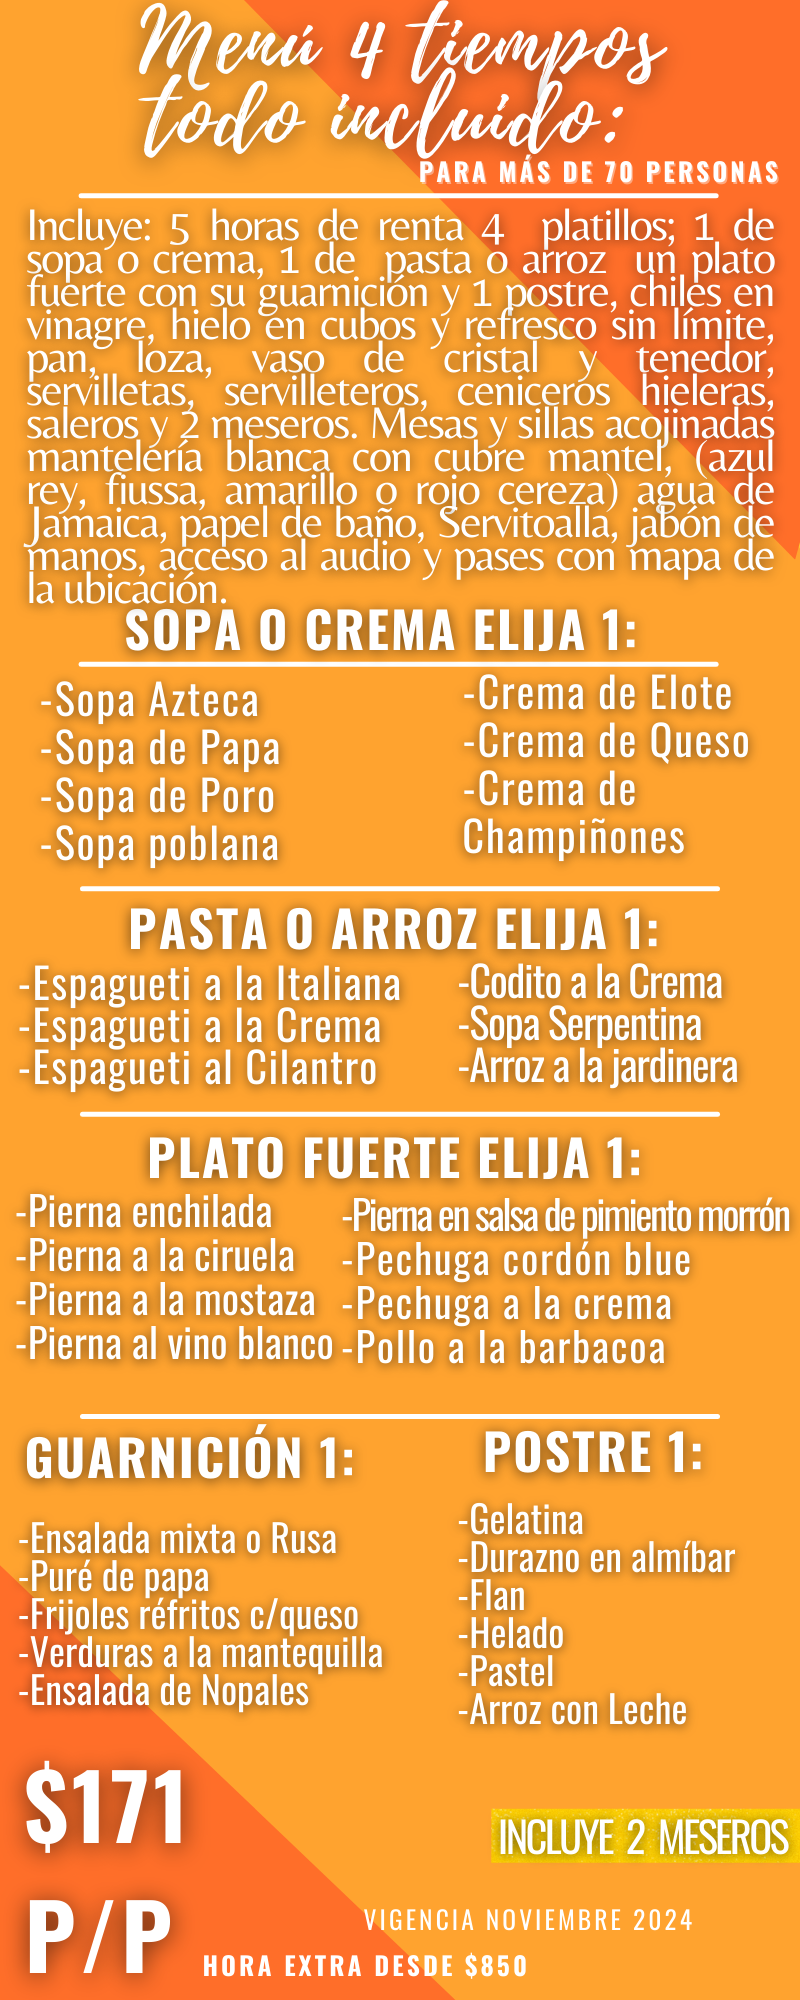 Menú 4 tiempos
todo incluido:
PARA MÁS DE 70 PERSONAS
Incluye: 5 horas de renta 4 platillos; 1 de
sopa o crema, 1 de pasta o arroz un plato
fuerte con su guarnición y 1 postre, chiles en
vinagre, hielo en cubos y refresco sin límite,
pan, loza, vaso de cristal y tenedor,
servilletas, servilleteros, ceniceros hieleras,
saleros y 2 meseros. Mesas y sillas acojinadas
mantelería blanca con cubre mantel, (azul
rey, fiussa, amarillo o rojo cereza) agua de
Jamaica, papel de baño, Servitoalla, jabón de
manos, acceso al audio y pases con mapa de
la ubicación.
SOPA O CREMA ELIJA 1:
-Sopa Azteca
-Sopa de Papa
-Sopa de Poro
-Sopa poblana
-Crema de Elote
-Crema de Queso
-Crema de
Champiñones
PASTA O ARROZ ELIJA 1:
-Espagueti a la Italiana
-Espagueti a la Crema
-Espagueti al Cilantro
-Codito a la Crema
-Sopa Serpentina
-Arroz a la jardinera
PLATO FUERTE ELIJA 1:
-Pierna enchilada
-Pierna a la ciruela
-Pierna a la mostaza
-Pierna al vino blanco
-Pierna en salsa de pimiento morrón
-Pechuga cordón blue
-Pechuga a la crema
-Pollo a la barbacoa
GUARNICIÓN 1:
-Ensalada mixta o Rusa
-Puré de papa
-Frijoles réfritos c/queso
-Verduras a la mantequilla
-Ensalada de Nopales
POSTRE 1:
-Gelatina
-Durazno en almíbar
-Flan
-Helado
-Pastel
-Arroz con Leche
$171
P/P
INCLUYE 2 MESEROS
VIGENCIA NOVIEMBRE 2024
HORA EXTRA DESDE $850